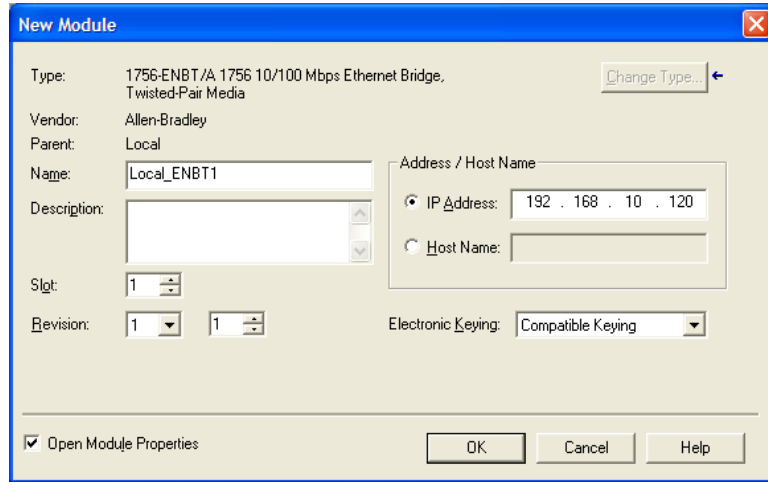 New Module
Type: 1756-ENBT/A 1756 10/100 Mbps Ethernet Bridge,
Twisted-Pair Media
Change Type...
Vendor: Allen-Bradley
Parent: Local
Name: Local_ENBT1
Address / Host Name
IP Address: 192 . 168 . 10 . 120
Description:
Host Name:
Slot: 1
Revision: 1 1
Electronic Keying: Compatible Keying
Open Module Properties
OK Cancel Help